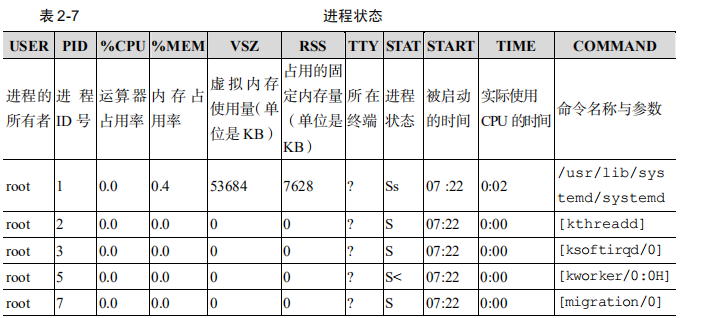 表 2-7 进程状态
USER PID %CPU %MEM VSZ RSS TTY STAT START TIME COMMAND
进程的所有者 进程ID 号 运算器占用率 内存占用率 虚拟内存使用量（单位是 KB） 占用的固定内存量（单位是KB） 所在终端 进程状态 被启动的时间 实际使用CPU 的时间 命令名称与参数
root 1 0.0 0.4 53684 7628 ? Ss 07 :22 0:02 /usr/lib/systemd/systemd
root 2 0.0 0.0 0 0 ? S 07:22 0:00 [kthreadd]
root 3 0.0 0.0 0 0 ? S 07:22 0:00 [ksoftirqd/0]
root 5 0.0 0.0 0 0 ? S< 07:22 0:00 [kworker/0:0H]
root 7 0.0 0.0 0 0 ? S 07:22 0:00 [migration/0]